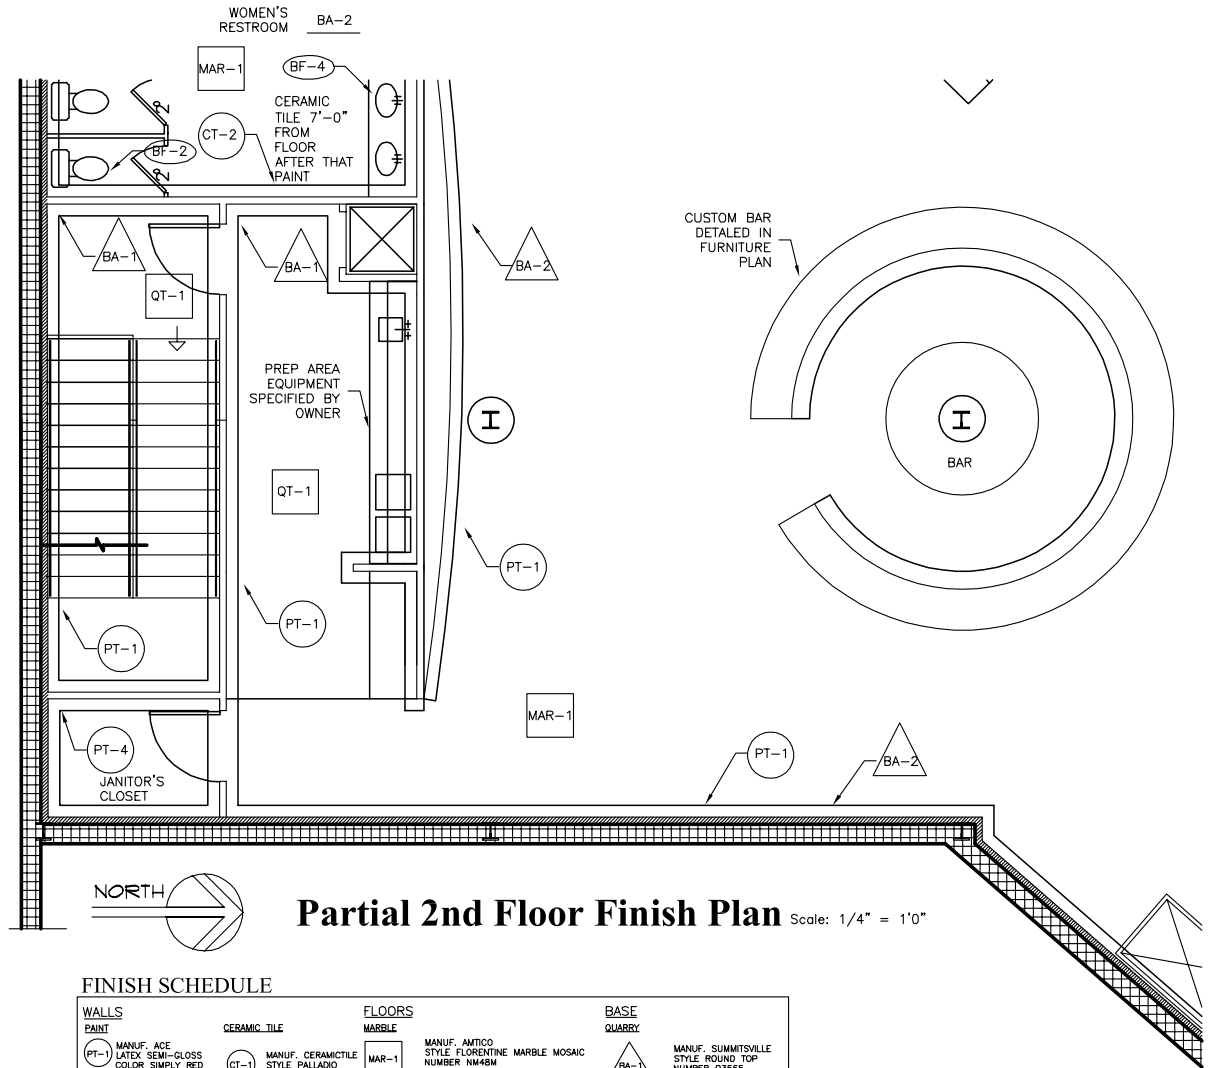 WOMEN'S
RESTROOM
BA-2
MAR-1
BF-4
CERAMIC
TILE 7'-0"
FROM
FLOOR
AFTER THAT
PAINT
CT-2
BF-2
2
2
BA-1
BA-1
BA-2
QT-1
CUSTOM BAR
DETALED IN
FURNITURE
PLAN
PREP AREA
EQUIPMENT
SPECIFIED BY
OWNER
BAR
QT-1
PT-1
PT-1
PT-1
MAR-1
PT-4
JANITOR'S
CLOSET
PT-1
BA-2
NORTH
Partial 2nd Floor Finish Plan Scale: 1/4" = 1'0"
FINISH SCHEDULE
WALLS
PAINT
PT-1
MANUF. ACE
LATEX SEMI-GLOSS
COLOR SIMPLY RED
CERAMIC TILE
CT-1
MANUF. CERAMICTILE
STYLE PALLADIO
FLOORS
MARBLE
MAR-1
MANUF. AMTICO
STYLE FLORENTINE MARBLE MOSAIC
NUMBER NM48M
BASE
QUARRY
BA-1
MANUF. SUMMITSVILLE
STYLE ROUND TOP